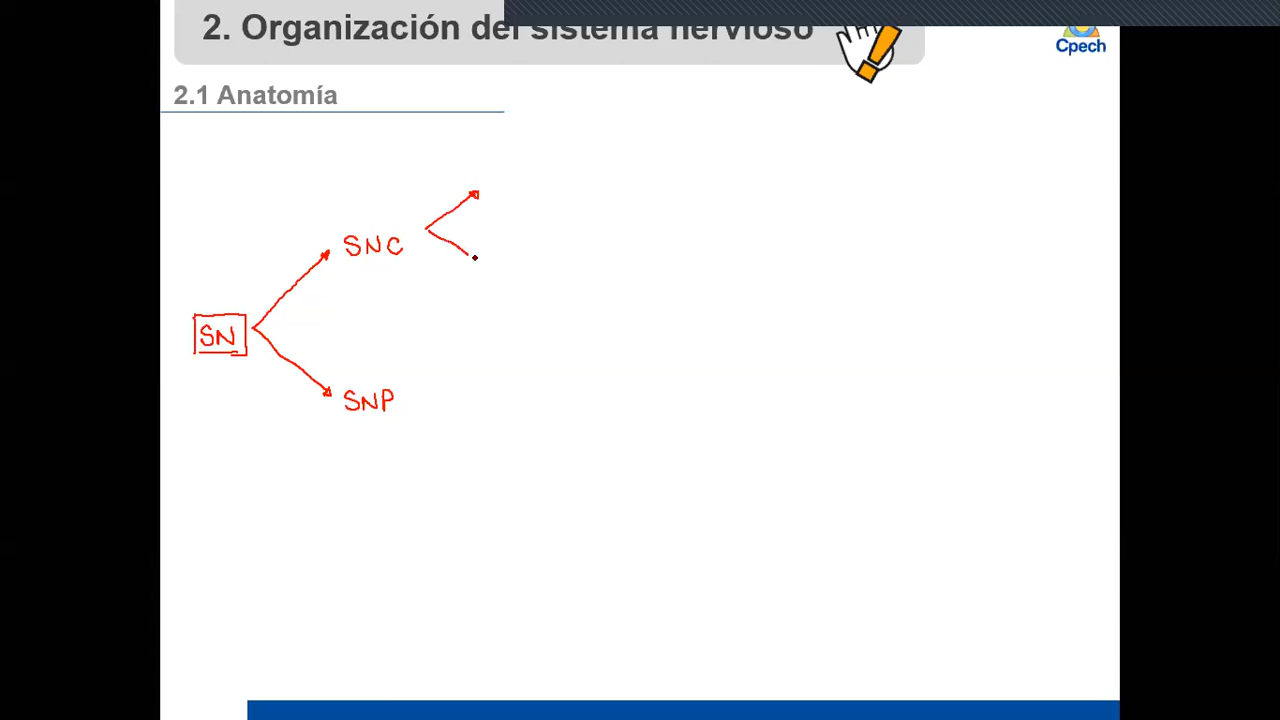 2. Organización del sistema nervioso
Cpech
2.1 Anatomía
SNC
SN
SNP